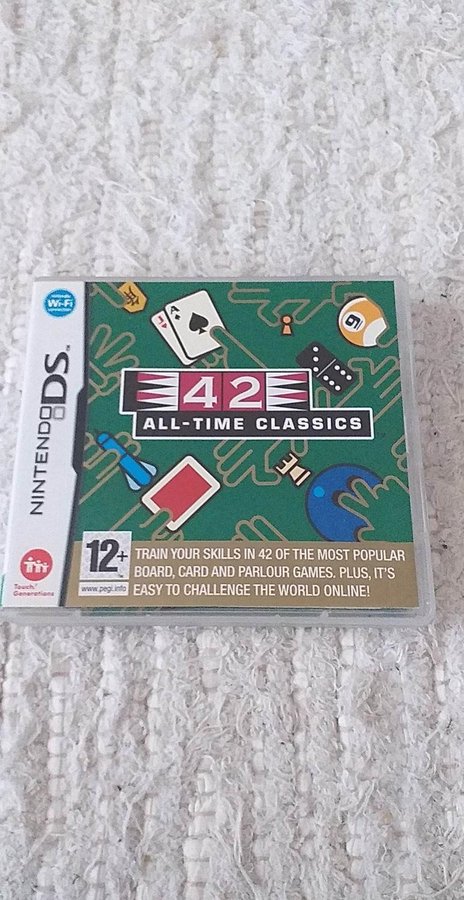 Nintendo
Wi-Fi
connection
NINTENDO DS
TM
Touch!
Generations
A
A
9
42
ALL-TIME CLASSICS
12+
www.pegi.info
TRAIN YOUR SKILLS IN 42 OF THE MOST POPULAR
BOARD, CARD AND PARLOUR GAMES. PLUS, IT'S
EASY TO CHALLENGE THE WORLD ONLINE!